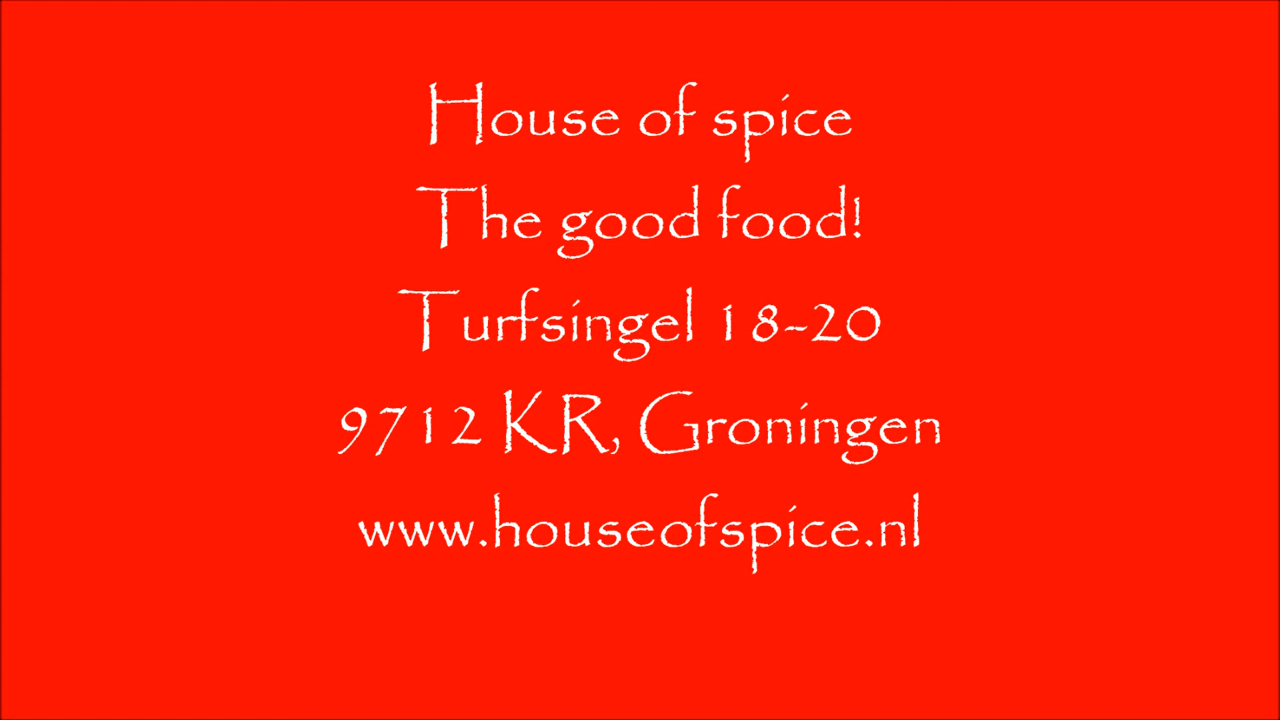 House of spice
The good food!
Turfsingel 18-20
9712 KR, Groningen
www.houseofspice.nl